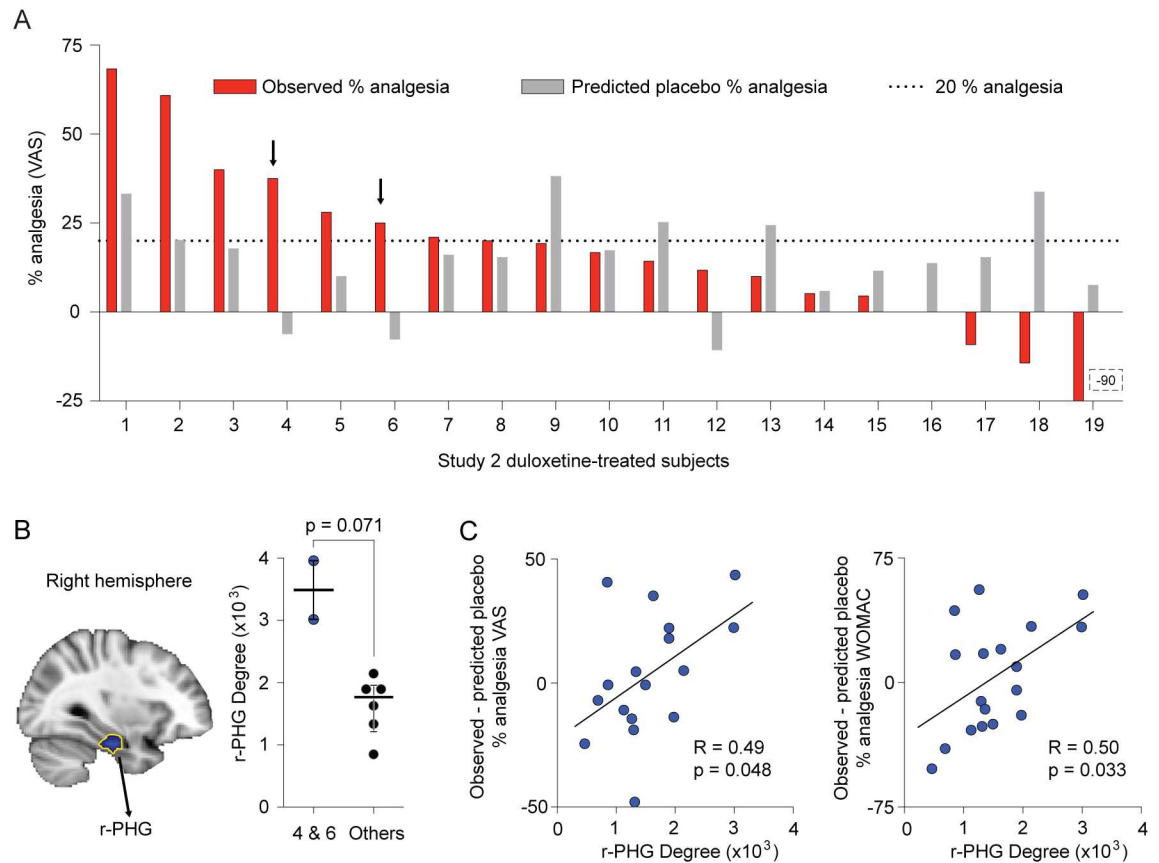 A
75
50
25
0
-25
% analgesia (VAS)
Observed % analgesia
Predicted placebo % analgesia
20 % analgesia
-90
1 2 3 4 5 6 7 8 9 10 11 12 13 14 15 16 17 18 19
Study 2 duloxetine-treated subjects
B
Right hemisphere
r-PHG
p = 0.071
r-PHG Degree (x10³)
4
3
2
1
0
4 & 6 Others
C
Observed - predicted placebo
% analgesia VAS
50
0
-50
R = 0.49
p = 0.048
0 1 2 3 4
r-PHG Degree (x10³)
Observed - predicted placebo
% analgesia WOMAC
75
0
-75
R = 0.50
p = 0.033
0 1 2 3 4
r-PHG Degree (x10³)